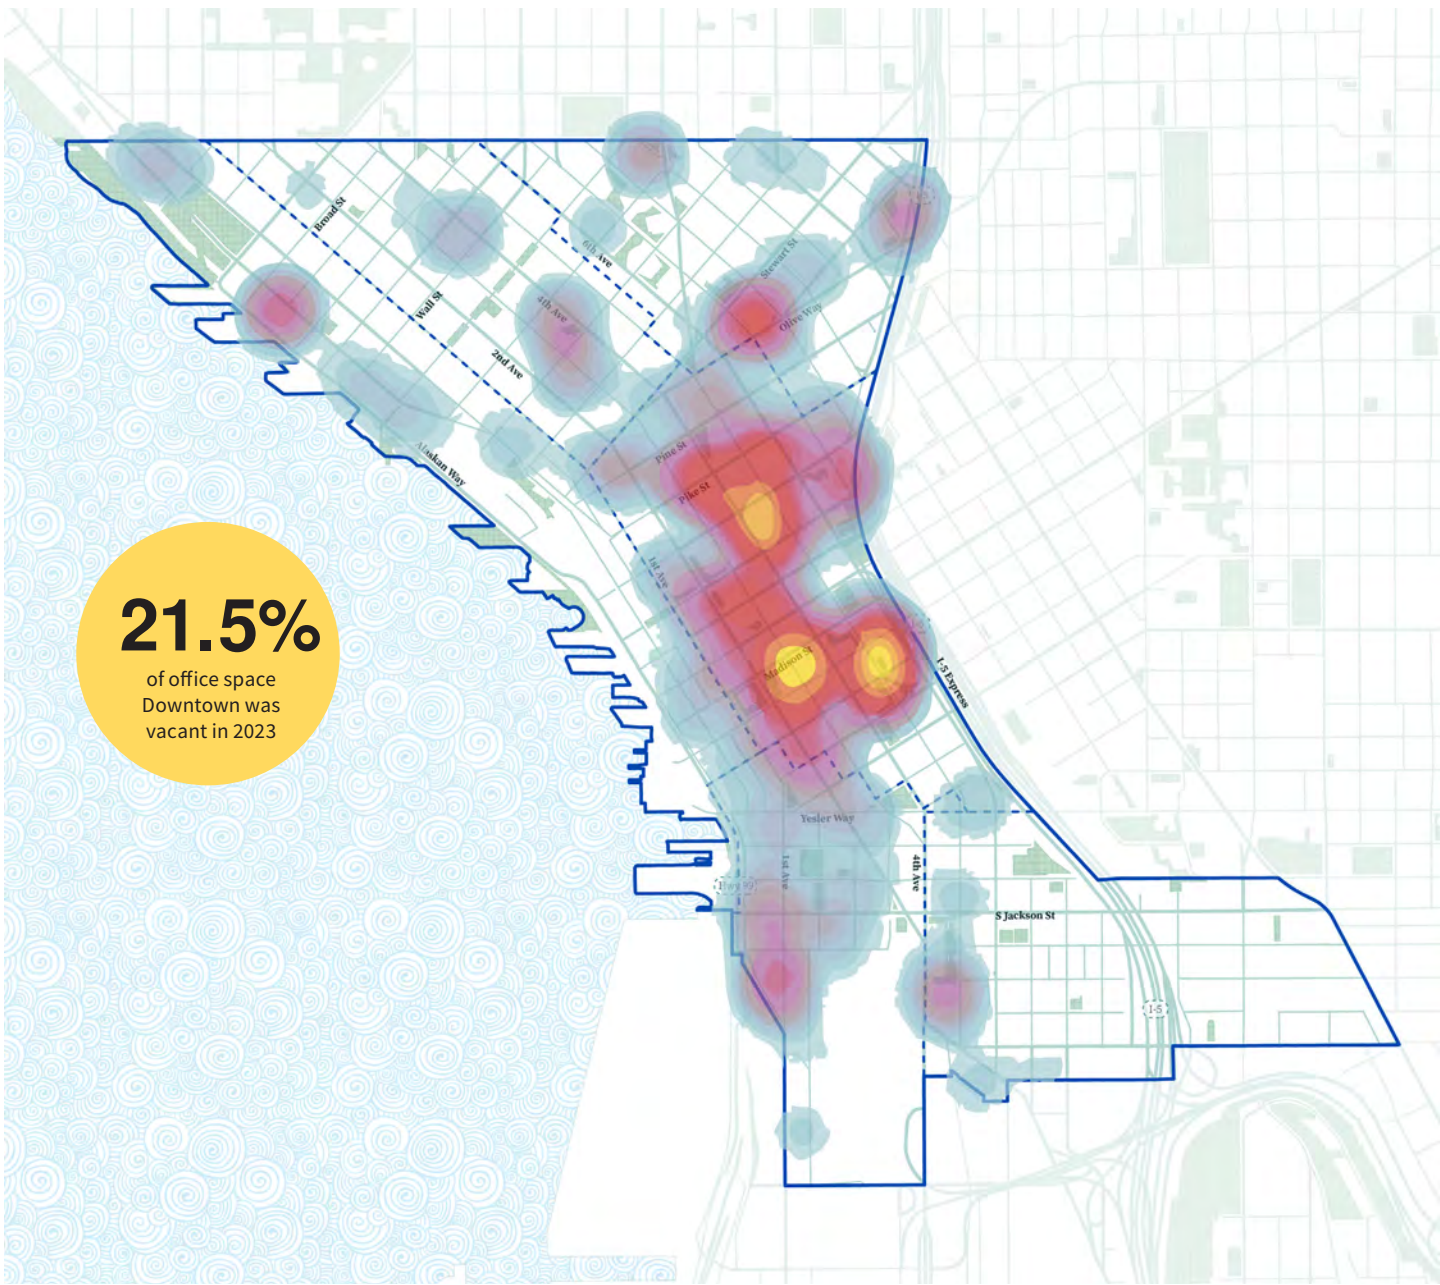 Broad St
6th Ave
Stewart St
Wall St
4th Ave
Olive Way
2nd Ave
Alaskan Way
Pine St
Pike St
21.5%
of office space
Downtown was
vacant in 2023
1st Ave
Madison St
I-5 Express
Yesler Way
1st Ave
4th Ave
Hwy 99
S Jackson St
I-5